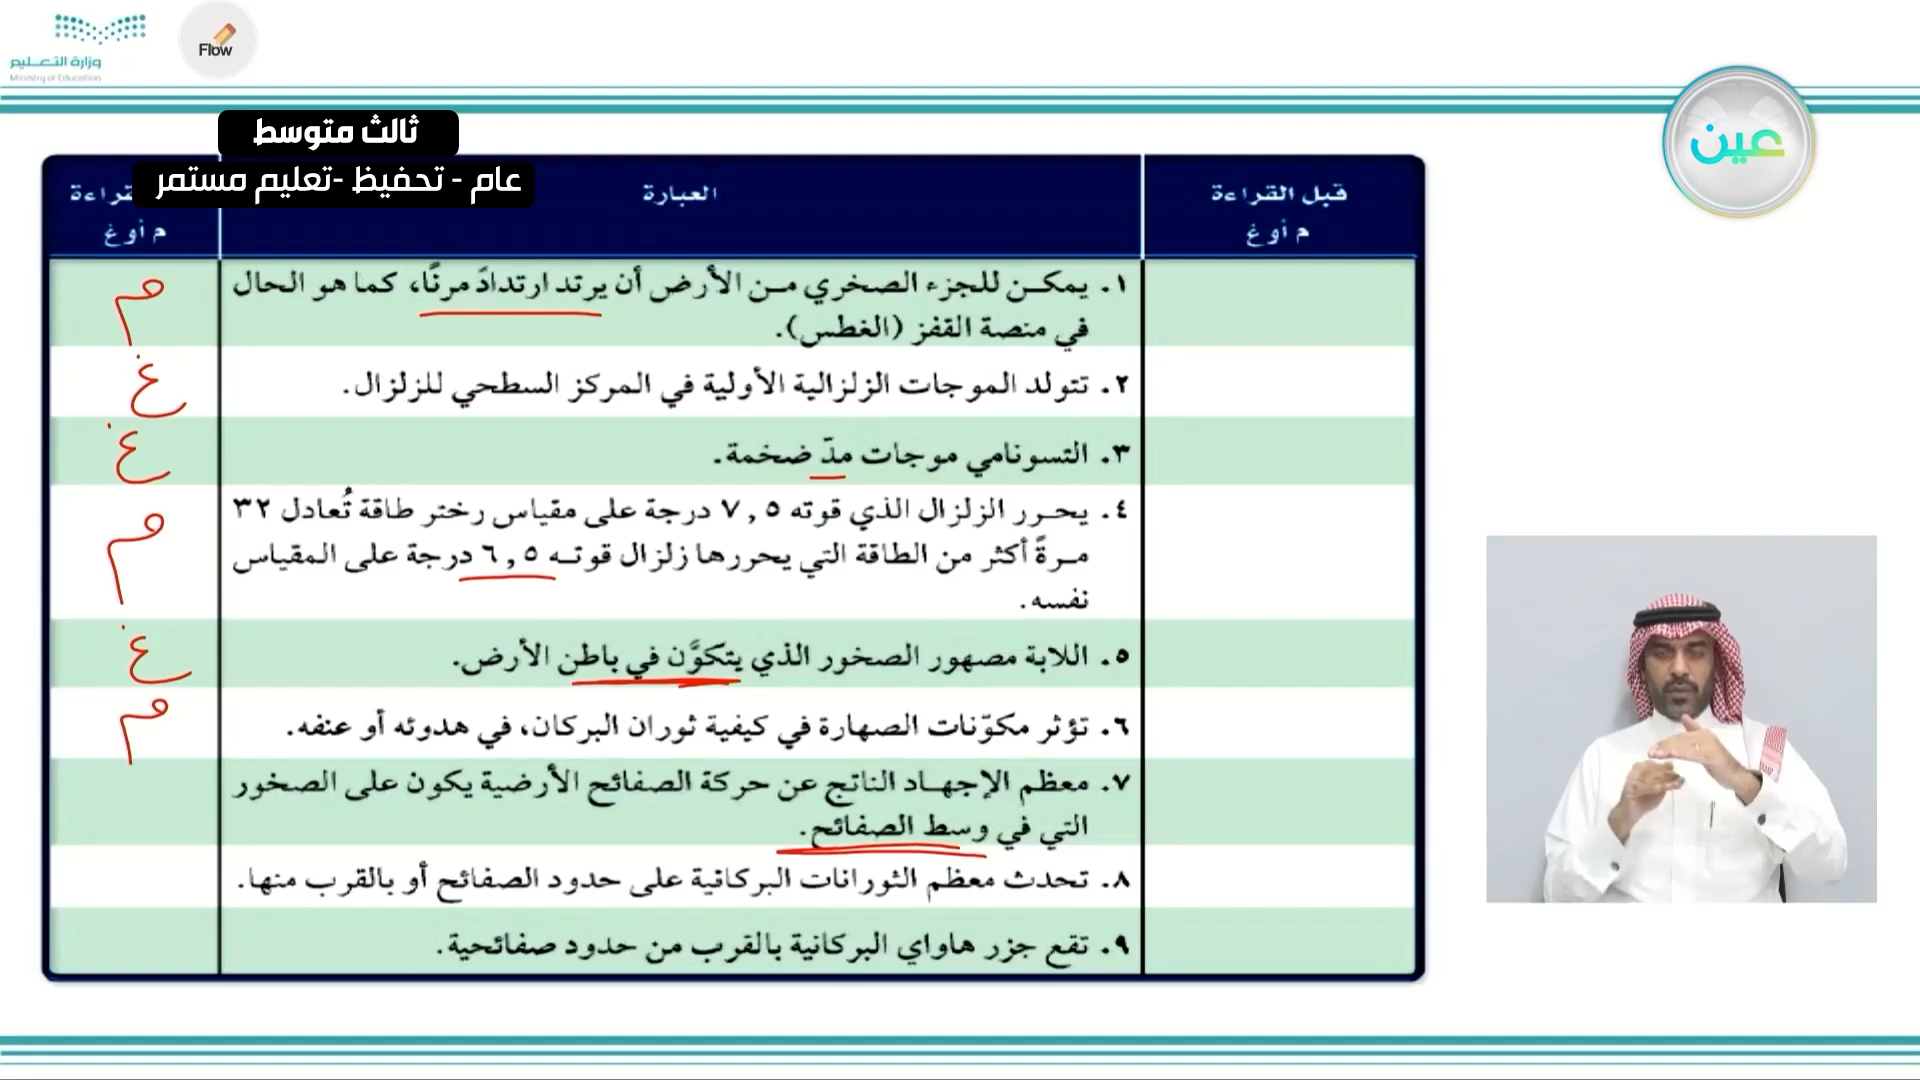 وزارة التعليم
Ministry of Education
Flow
عين
ثالث متوسط
عام - تحفيظ -تعليم مستمر
قبل القراءة
م أو غ
العبارة
قراءة
م أو غ
١. يمكن للجزء الصخري من الأرض أن يرتد ارتدادًا مرنًا، كما هو الحال
في منصة القفز (الغطس).
م
٢. تتولد الموجات الزلزالية الأولية في المركز السطحي للزلزال.
غ
٣. التسونامي موجات مدّ ضخمة.
غ
٤. يحرر الزلزال الذي قوته ٧,٥ درجة على مقياس رختر طاقة تُعادل ٣٢
مرةً أكثر من الطاقة التي يحررها زلزال قوته ٦,٥ درجة على المقياس
نفسه.
م
٥. اللابة مصهور الصخور الذي يتكوَّن في باطن الأرض.
غ
٦. تؤثر مكوّنات الصهارة في كيفية ثوران البركان، في هدوئه أو عنفه.
م
٧. معظم الإجهاد الناتج عن حركة الصفائح الأرضية يكون على الصخور
التي في وسط الصفائح.
٨. تحدث معظم الثورانات البركانية على حدود الصفائح أو بالقرب منها.
٩. تقع جزر هاواي البركانية بالقرب من حدود صفائحية.